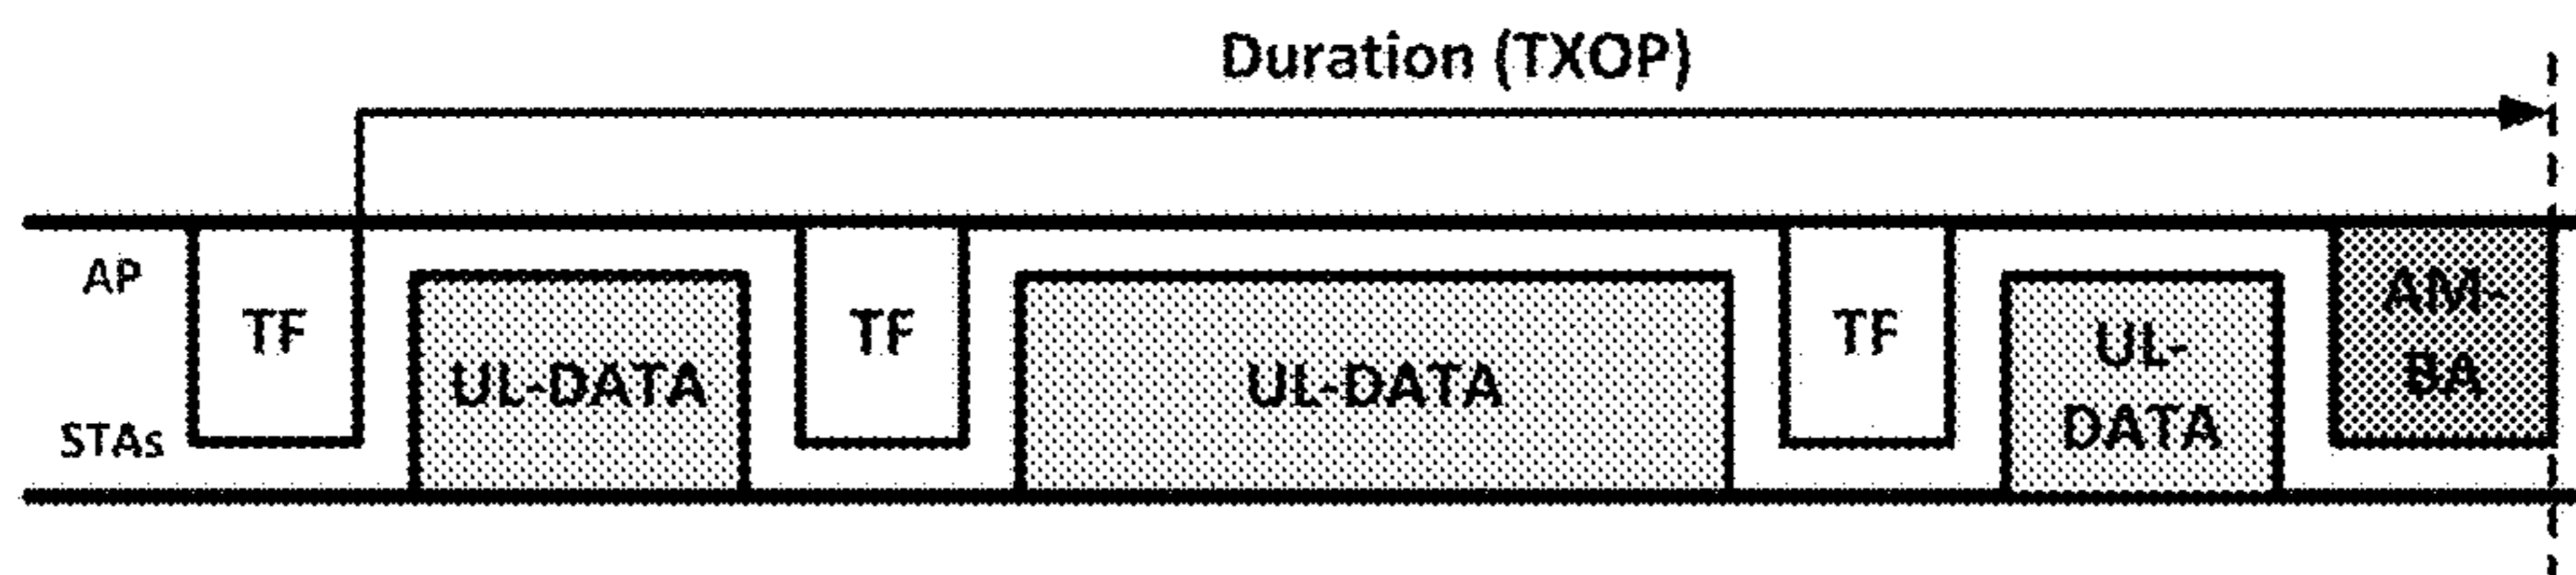 Duration (TXOP)
AP
STAs
TF
UL-DATA
TF
UL-DATA
TF
UL-
DATA
AM-
BA